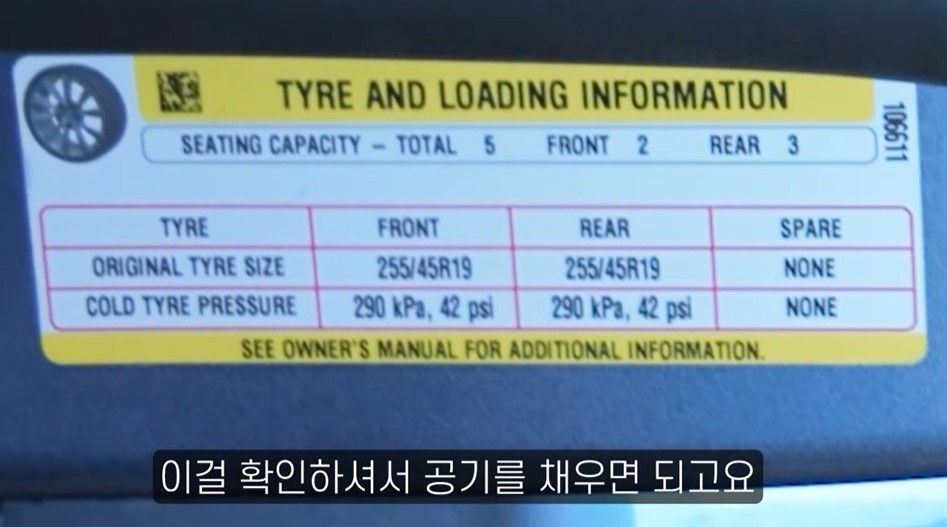 TYRE AND LOADING INFORMATION
106611
SEATING CAPACITY – TOTAL 5 FRONT 2 REAR 3
TYRE FRONT REAR SPARE
ORIGINAL TYRE SIZE 255/45R19 255/45R19 NONE
COLD TYRE PRESSURE 290 kPa, 42 psi 290 kPa, 42 psi NONE
SEE OWNER'S MANUAL FOR ADDITIONAL INFORMATION.
이걸 확인하셔서 공기를 채우면 되고요